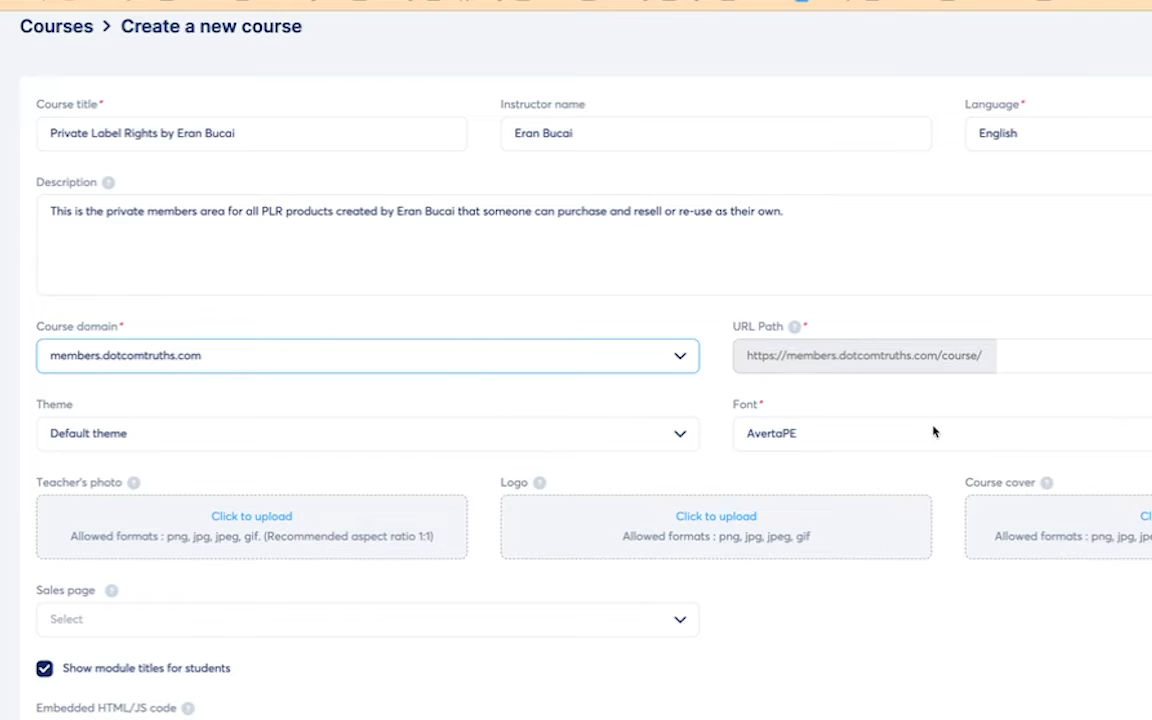 Courses > Create a new course
Course title* Instructor name Language*
Private Label Rights by Eran Bucai Eran Bucai English
Description ?
This is the private members area for all PLR products created by Eran Bucai that someone can purchase and resell or re-use as their own.
Course domain* URL Path ?*
members.dotcomtruths.com https://members.dotcomtruths.com/course/
Theme Font*
Default theme AvertaPE
Teacher's photo ? Logo ? Course cover ?
Click to upload Click to upload Cl
Allowed formats : png, jpg, jpeg, gif. (Recommended aspect ratio 1:1) Allowed formats : png, jpg, jpeg, gif Allowed formats : png, jpg, jpe
Sales page ?
Select
Show module titles for students
Embedded HTML/JS code ?